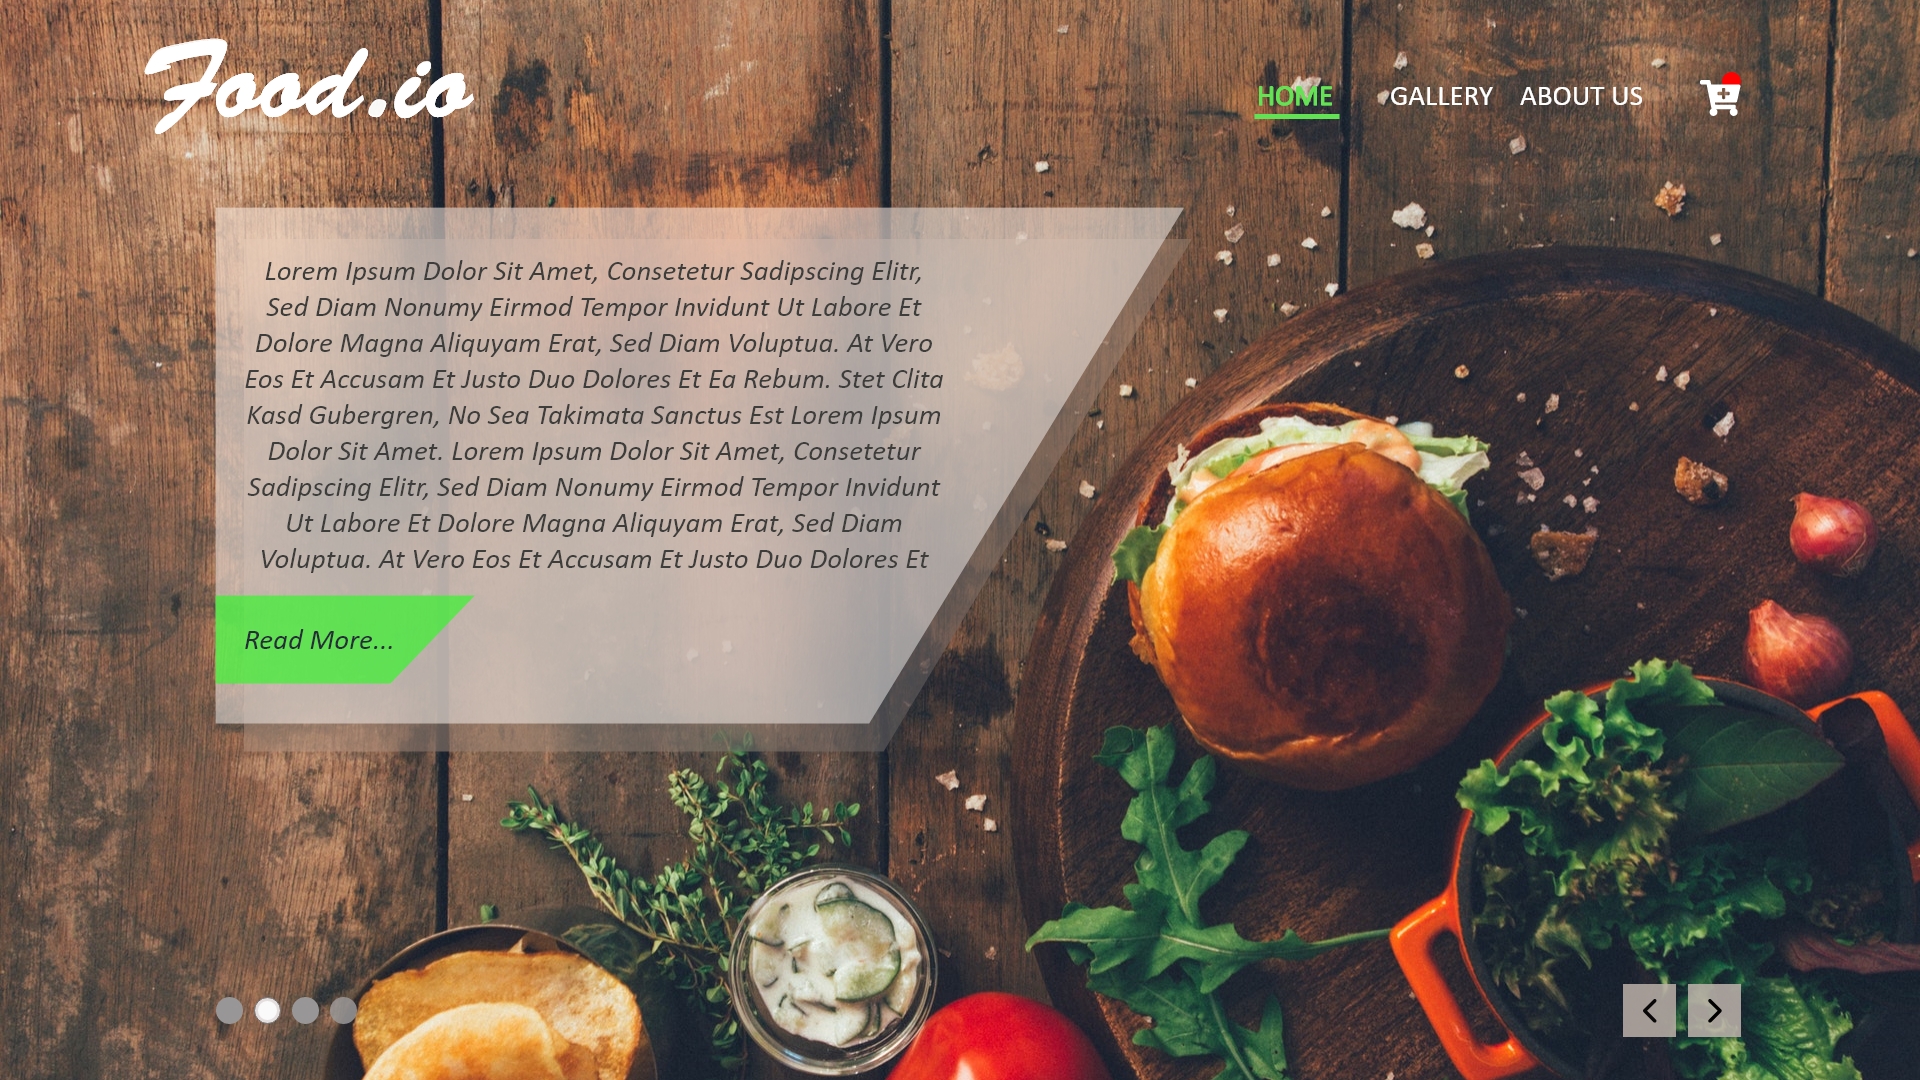 Food.io
HOME GALLERY ABOUT US
Lorem Ipsum Dolor Sit Amet, Consetetur Sadipscing Elitr,
Sed Diam Nonumy Eirmod Tempor Invidunt Ut Labore Et
Dolore Magna Aliquyam Erat, Sed Diam Voluptua. At Vero
Eos Et Accusam Et Justo Duo Dolores Et Ea Rebum. Stet Clita
Kasd Gubergren, No Sea Takimata Sanctus Est Lorem Ipsum
Dolor Sit Amet. Lorem Ipsum Dolor Sit Amet, Consetetur
Sadipscing Elitr, Sed Diam Nonumy Eirmod Tempor Invidunt
Ut Labore Et Dolore Magna Aliquyam Erat, Sed Diam
Voluptua. At Vero Eos Et Accusam Et Justo Duo Dolores Et
Read More...